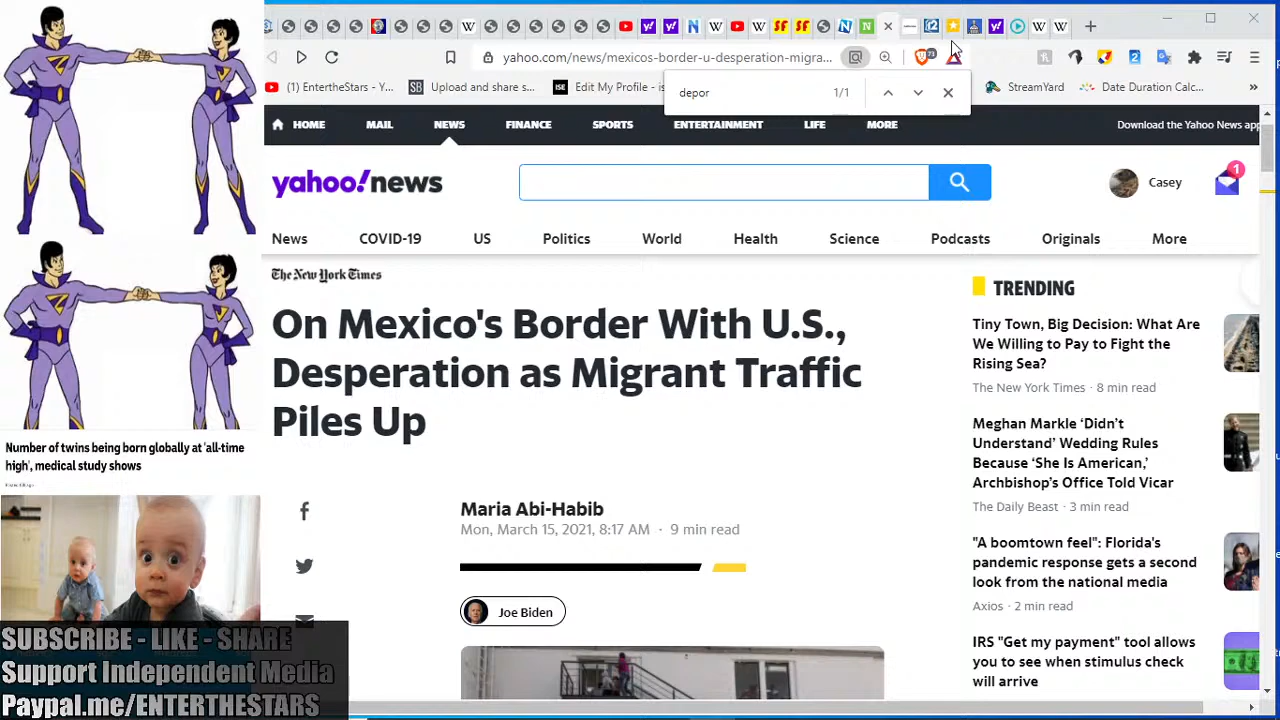 yahoo.com/news/mexicos-border-u-desperation-migra...
71
(1) EntertheStars - Y...
SB Upload and share s...
ISE Edit My Profile - is
StreamYard
Date Duration Calc...
depor
1/1
HOME
MAIL
NEWS
FINANCE
SPORTS
ENTERTAINMENT
LIFE
MORE
Download the Yahoo News app
yahoo!news
Casey
1
News
COVID-19
US
Politics
World
Health
Science
Podcasts
Originals
More
The New York Times
On Mexico's Border With U.S.,
Desperation as Migrant Traffic
Piles Up
Maria Abi-Habib
Mon, March 15, 2021, 8:17 AM · 9 min read
Joe Biden
TRENDING
Tiny Town, Big Decision: What Are
We Willing to Pay to Fight the
Rising Sea?
The New York Times · 8 min read
Meghan Markle ‘Didn’t
Understand’ Wedding Rules
Because ‘She Is American,’
Archbishop’s Office Told Vicar
The Daily Beast · 3 min read
"A boomtown feel": Florida's
pandemic response gets a second
look from the national media
Axios · 2 min read
IRS "Get my payment" tool allows
you to see when stimulus check
will arrive
Number of twins being born globally at 'all-time
high', medical study shows
SUBSCRIBE - LIKE - SHARE
Support Independent Media
Paypal.me/ENTERTHESTARS